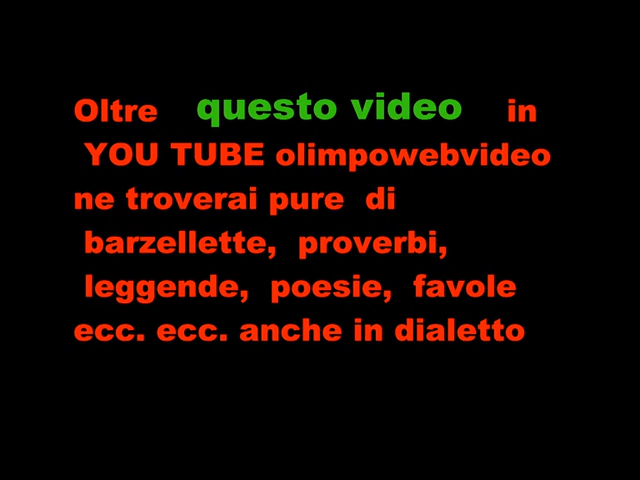 Oltre questo video in
YOU TUBE olimpowebvideo
ne troverai pure di
barzellette, proverbi,
leggende, poesie, favole
ecc. ecc. anche in dialetto